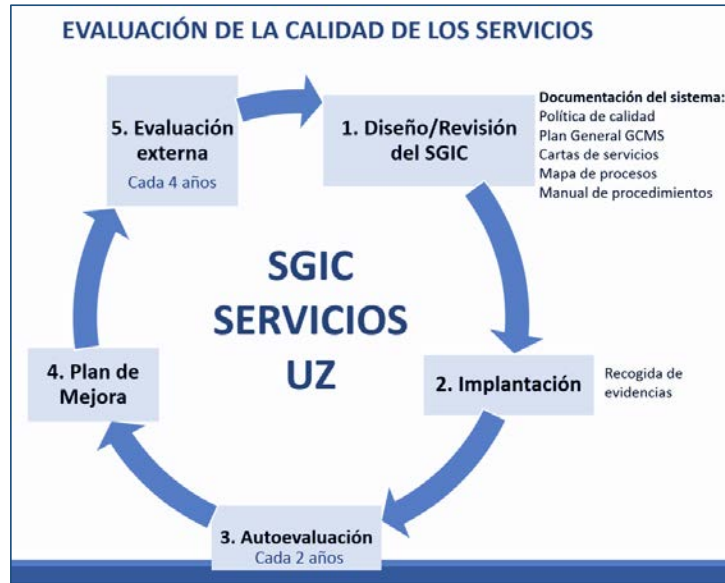 EVALUACIÓN DE LA CALIDAD DE LOS SERVICIOS
5. Evaluación
externa
Cada 4 años
1. Diseño/Revisión
del SGIC
Documentación del sistema:
Política de calidad
Plan General GCMS
Cartas de servicios
Mapa de procesos
Manual de procedimientos
SGIC
SERVICIOS
UZ
4. Plan de
Mejora
2. Implantación
Recogida de
evidencias
3. Autoevaluación
Cada 2 años